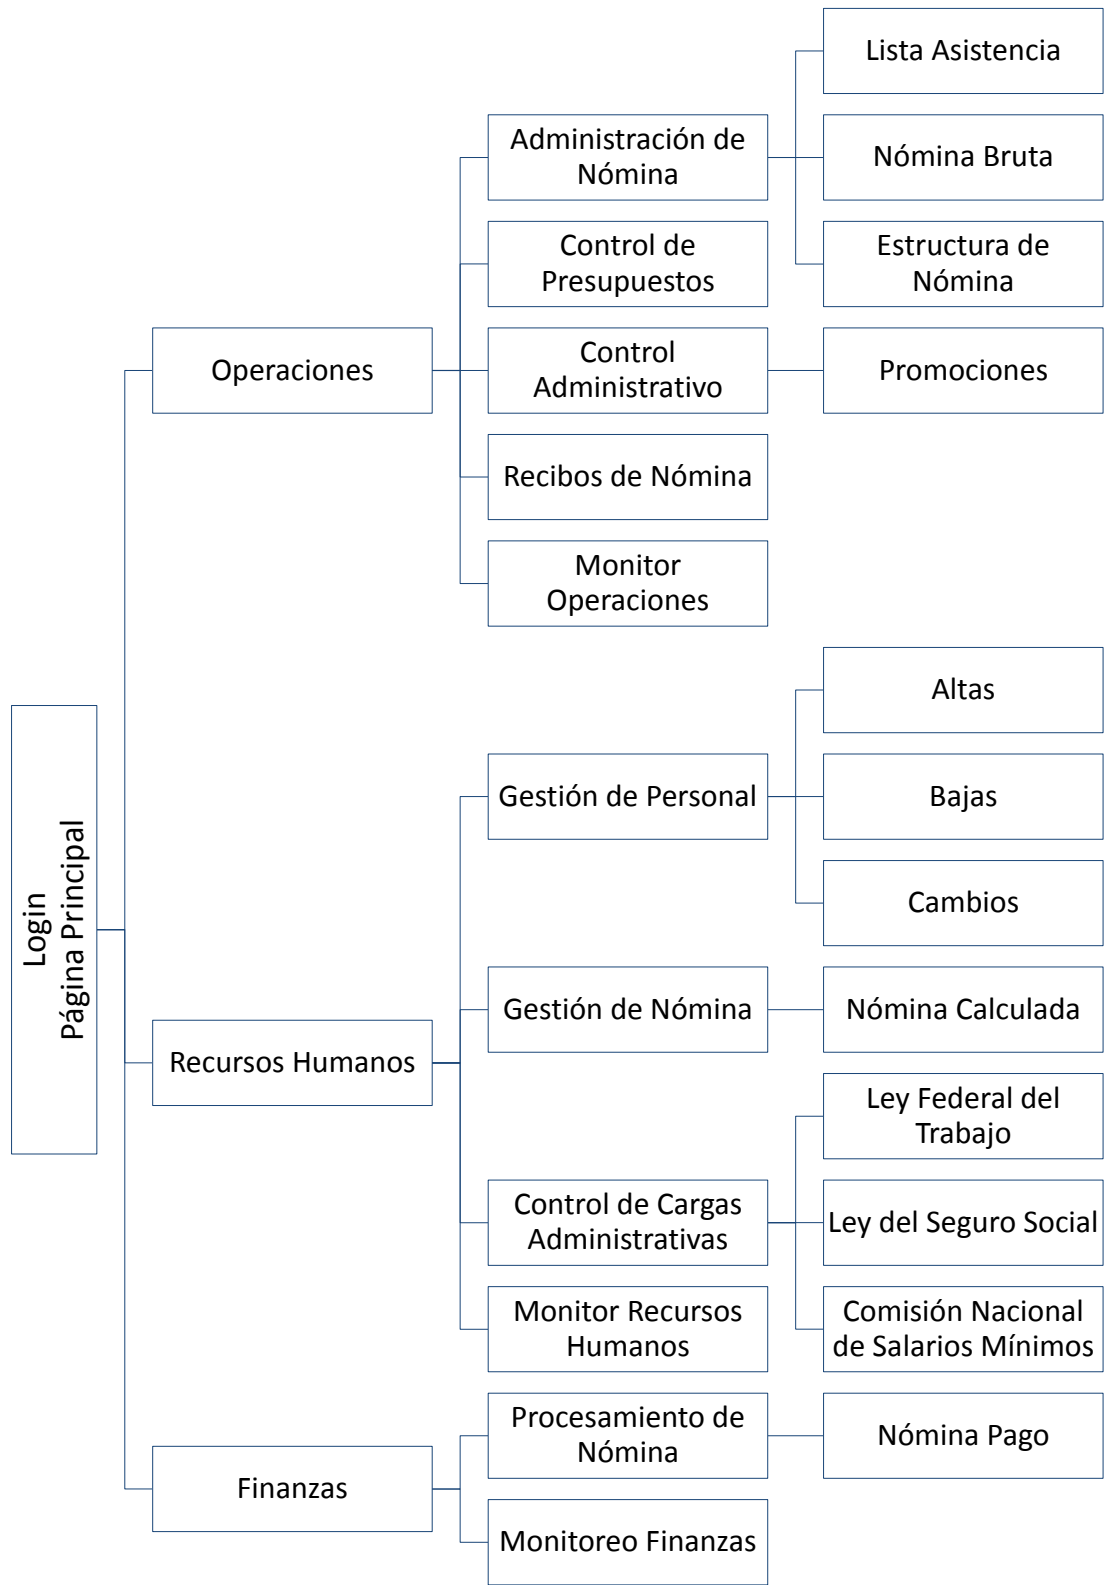 Login
Página Principal
Operaciones
Administración de
Nómina
Lista Asistencia
Nómina Bruta
Estructura de
Nómina
Control de
Presupuestos
Control
Administrativo
Promociones
Recibos de Nómina
Monitor
Operaciones
Recursos Humanos
Gestión de Personal
Altas
Bajas
Cambios
Gestión de Nómina
Nómina Calculada
Control de Cargas
Administrativas
Ley Federal del
Trabajo
Ley del Seguro Social
Comisión Nacional
de Salarios Mínimos
Monitor Recursos
Humanos
Finanzas
Procesamiento de
Nómina
Nómina Pago
Monitoreo Finanzas